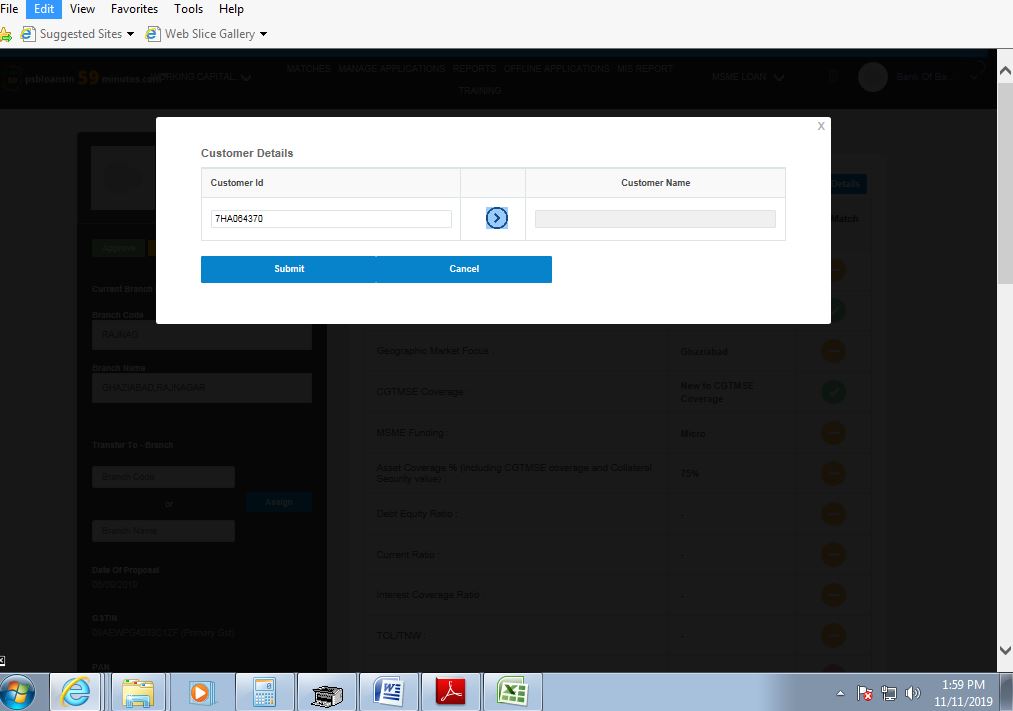 File Edit View Favorites Tools Help
Suggested Sites Web Slice Gallery
psbloansin 59 minutes.com WORKING CAPITAL MATCHES MANAGE APPLICATIONS REPORTS OFFLINE APPLICATIONS MIS REPORT MSME LOAN Bank Of Ba...
TRAINING
X
Customer Details
Customer Id Customer Name
Details
7HA064370
Match
Submit Cancel
Approve
Current Branch
Branch Code
RAJNAG
Geographic Market Focus : Ghaziabad
Branch Name
GHAZIABAD,RAJNAGAR
CGTMSE Coverage New to CGTMSE
Coverage
MSME Funding : Micro
Transfer To - Branch
Asset Coverage % (Including CGTMSE coverage and Collateral
Security value) : 75%
Branch Code
or
Assign
Debt Equity Ratio : -
Branch Name
Current Ratio : -
Date Of Proposal
Interest Coverage Ratio -
GSTIN
(Primary Gst)
TOL/TNW : -
PAN
1:59 PM
11/11/2019